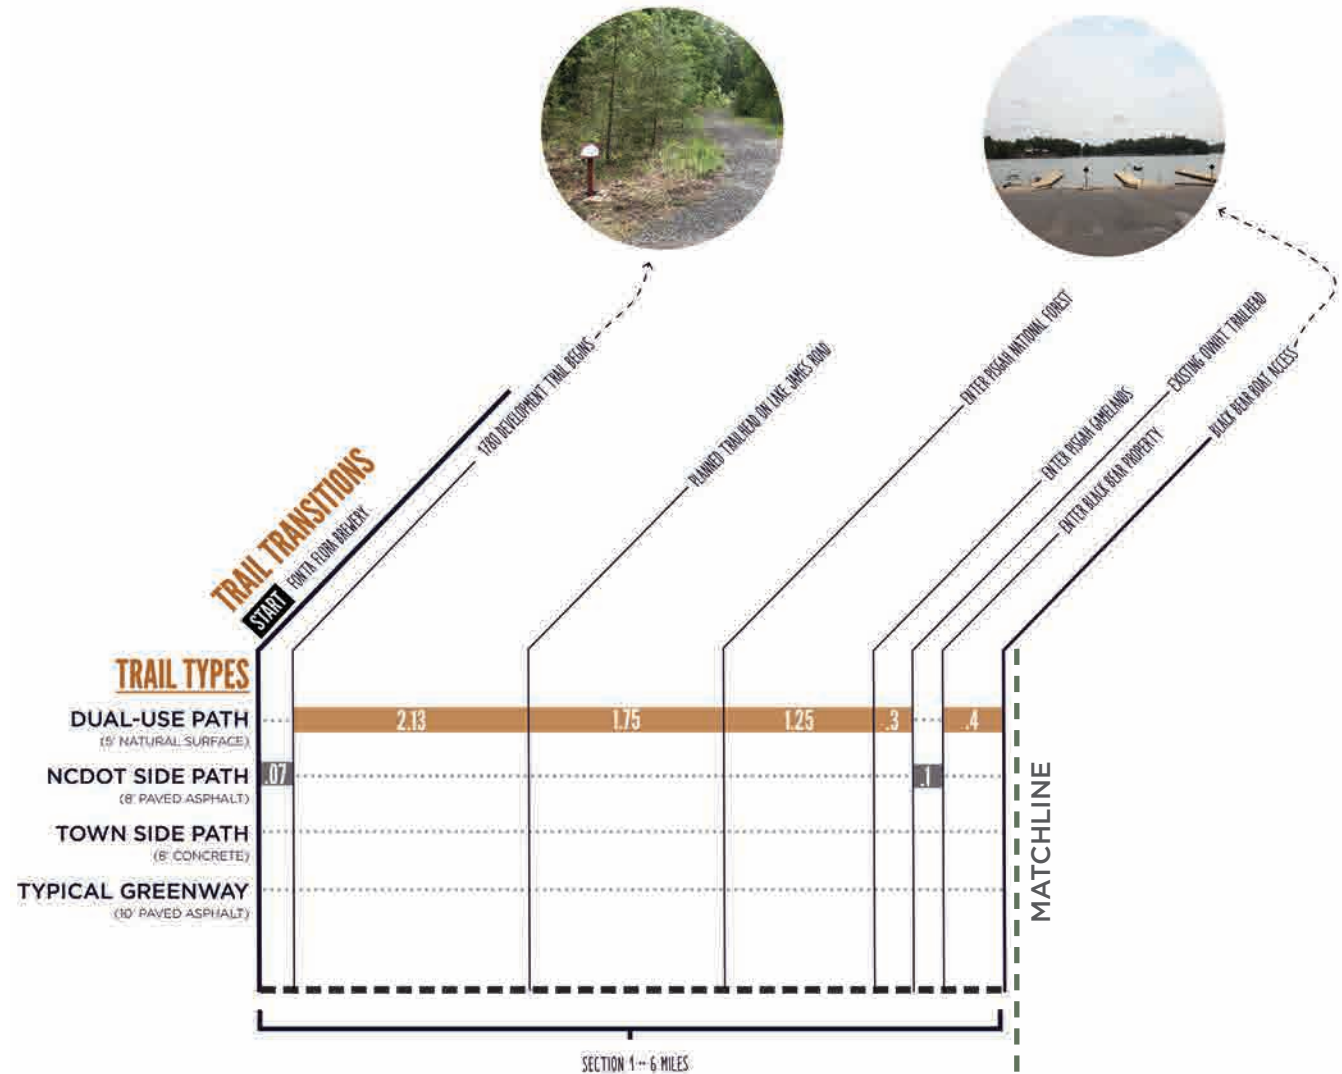 TRAIL TRANSITIONS
START FONTA FLORA BREWERY
1780 DEVELOPMENT TRAIL BEGINS
PLANNED TRAILHEAD ON LAKE JAMES ROAD
ENTER PISGAH NATIONAL FOREST
ENTER PISGAH GAMELANDS
EXISTING OVNHT TRAILHEAD
ENTER BLACK BEAR PROPERTY
BLACK BEAR BOAT ACCESS
TRAIL TYPES
DUAL-USE PATH
(5' NATURAL SURFACE)
2.13 1.75 1.25 .3 .4
NCDOT SIDE PATH
(8' PAVED ASPHALT)
.07 .1
TOWN SIDE PATH
(8' CONCRETE)
TYPICAL GREENWAY
(10' PAVED ASPHALT)
MATCHLINE
SECTION 1 -- 6 MILES